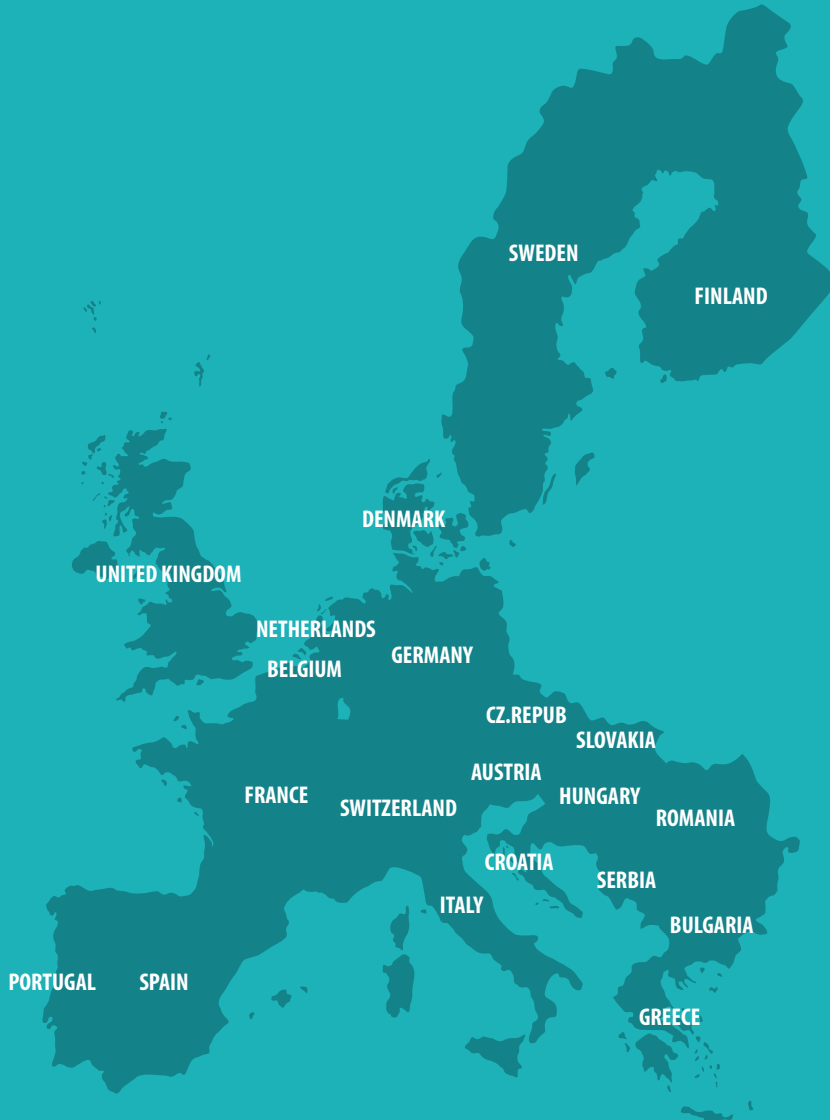 SWEDEN
FINLAND
DENMARK
UNITED KINGDOM
NETHERLANDS
GERMANY
BELGIUM
CZ.REPUB
SLOVAKIA
AUSTRIA
FRANCE
SWITZERLAND
HUNGARY
ROMANIA
CROATIA
SERBIA
ITALY
BULGARIA
PORTUGAL
SPAIN
GREECE